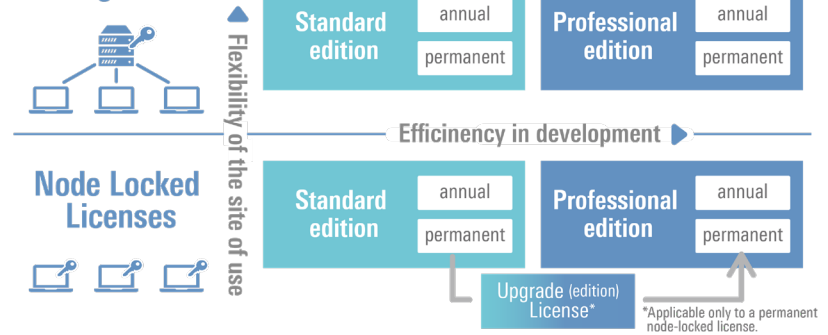 Standard
edition
annual
permanent
Professional
edition
annual
permanent
Flexibility of the site of use
Efficinency in development
Node Locked
Licenses
Standard
edition
annual
permanent
Professional
edition
annual
permanent
Upgrade (edition)
License*
*Applicable only to a permanent
node-locked license.